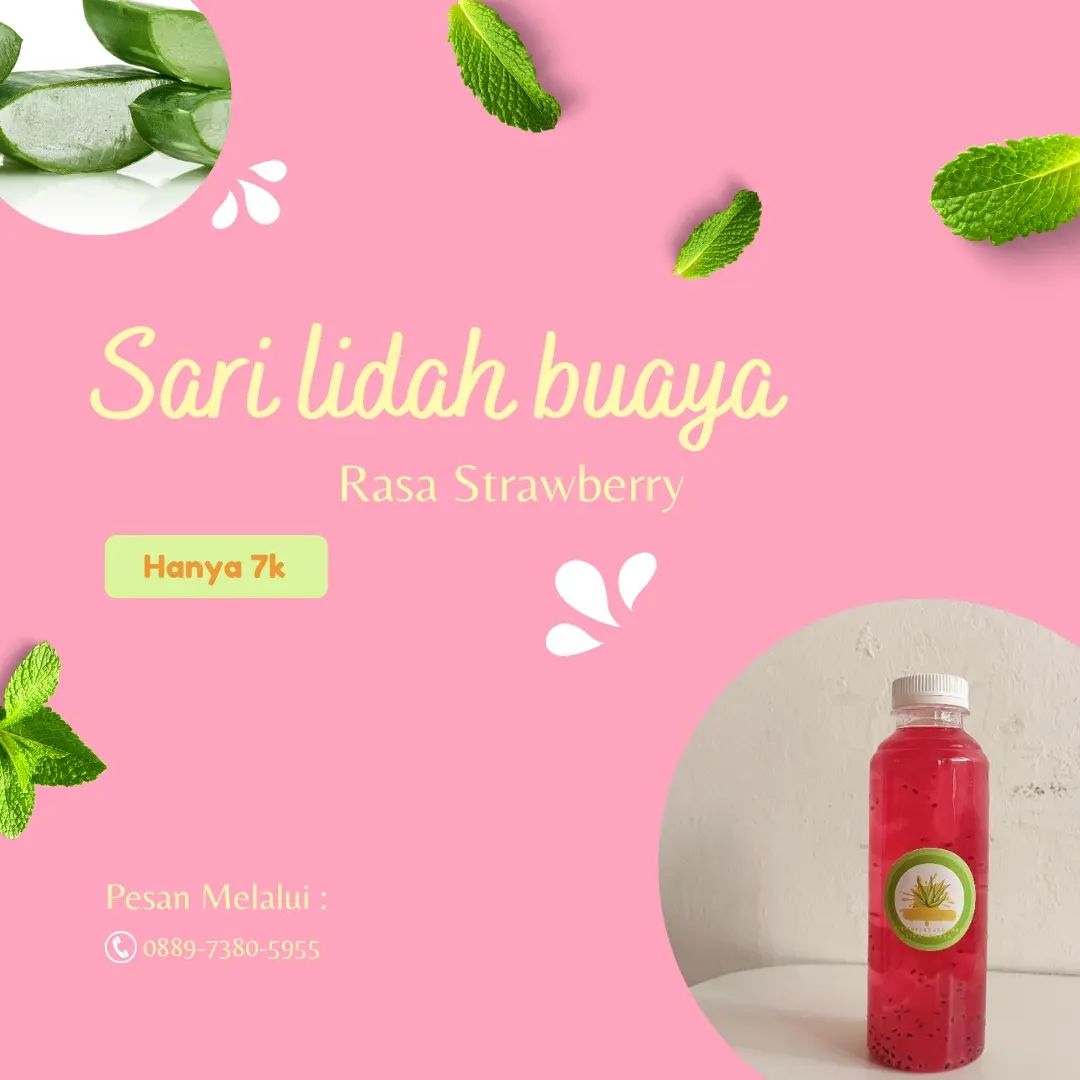 Sari lidah buaya
Rasa Strawberry
Hanya 7k
Pesan Melalui :
0889-7380-5955